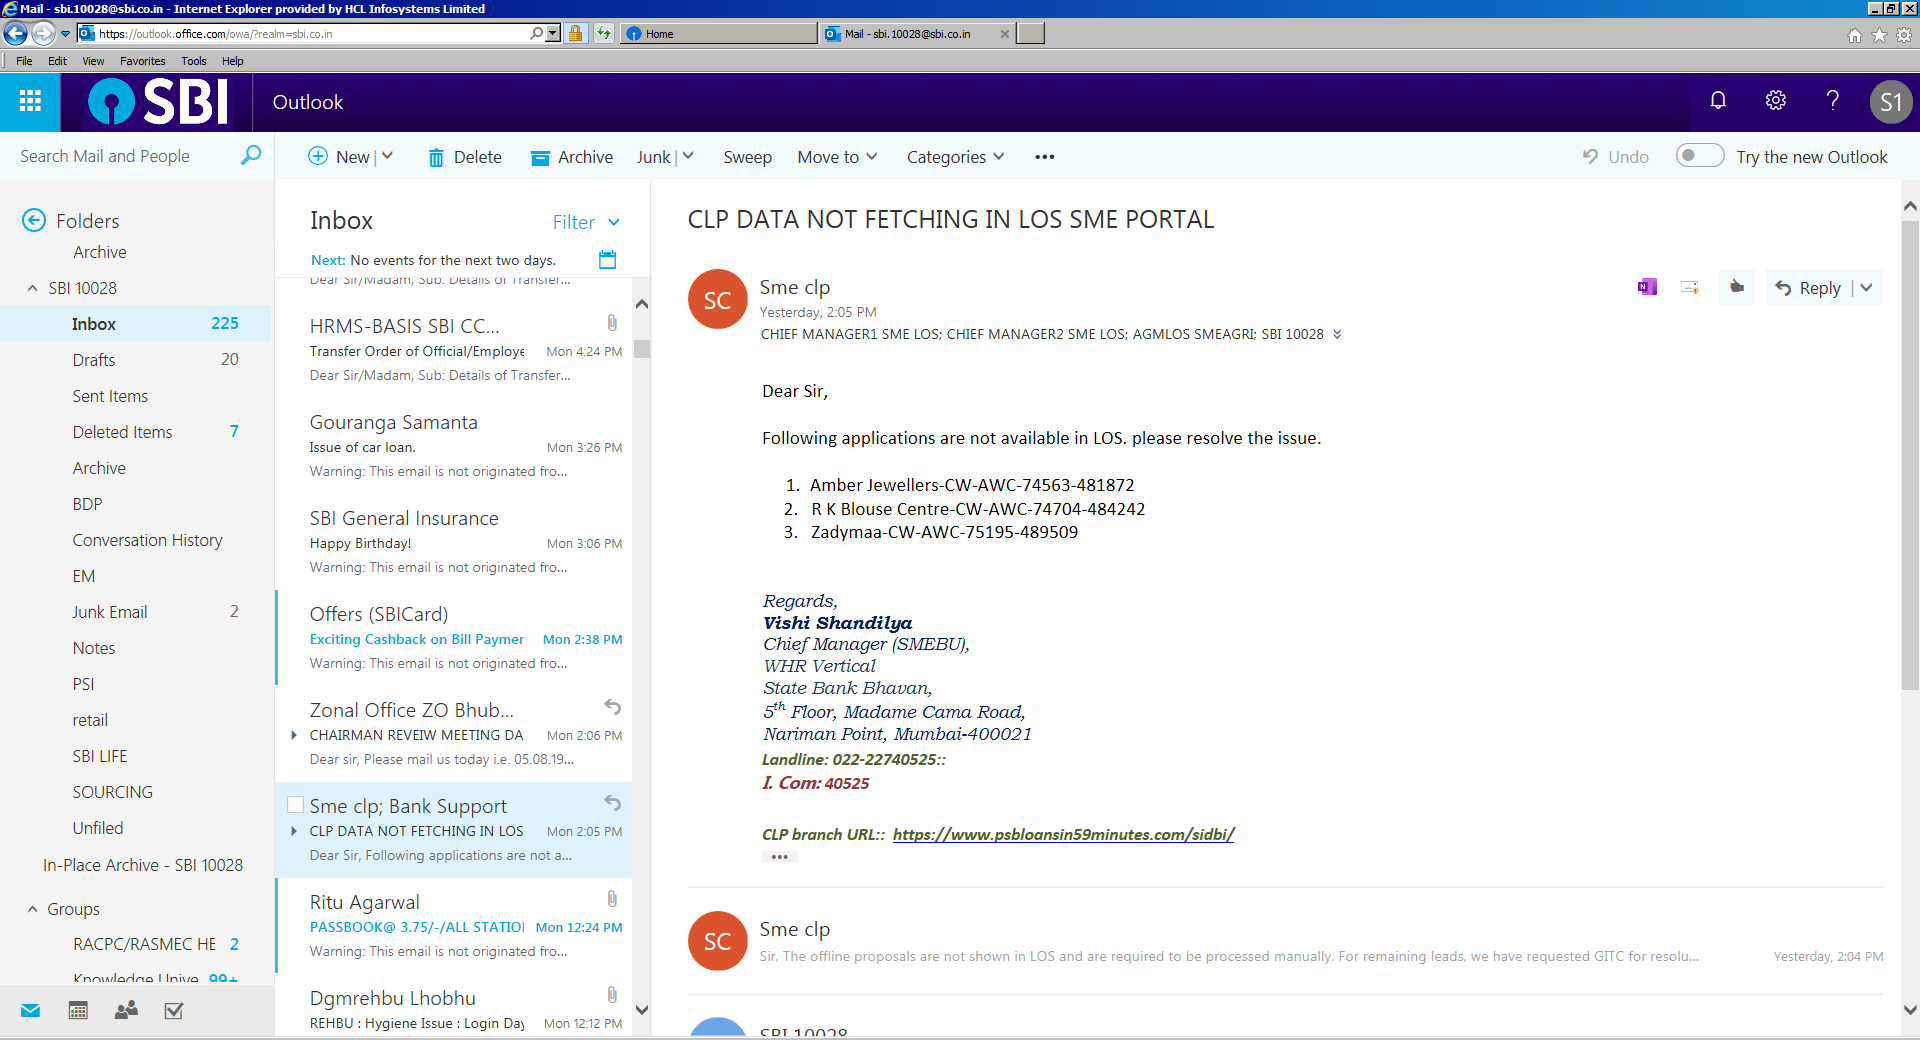 Mail - sbi.10028@sbi.co.in - Internet Explorer provided by HCL Infosystems Limited
https://outlook.office.com/owa/?realm=sbi.co.in
Home
Mail - sbi.10028@sbi.co.in
File Edit View Favorites Tools Help
SBI
Outlook
S1
Search Mail and People
New
Delete
Archive
Junk
Sweep
Move to
Categories
Undo
Try the new Outlook
Folders
Archive
SBI 10028
Inbox 225
Drafts 20
Sent Items
Deleted Items 7
Archive
BDP
Conversation History
EM
Junk Email 2
Notes
PSI
retail
SBI LIFE
SOURCING
Unfiled
In-Place Archive - SBI 10028
Groups
RACPC/RASMEC HE 2
Knowledge Unive 99+
Inbox
Filter
Next: No events for the next two days.
Dear Sir/Madam, Sub: Details of Transfer...
HRMS-BASIS SBI CC...
Transfer Order of Official/Employe Mon 4:24 PM
Dear Sir/Madam, Sub: Details of Transfer...
Gouranga Samanta
Issue of car loan. Mon 3:26 PM
Warning: This email is not originated fro...
SBI General Insurance
Happy Birthday! Mon 3:06 PM
Warning: This email is not originated fro...
Offers (SBICard)
Exciting Cashback on Bill Paymer Mon 2:38 PM
Warning: This email is not originated fro...
Zonal Office ZO Bhub...
CHAIRMAN REVEIW MEETING DA Mon 2:06 PM
Dear sir, Please mail us today i.e. 05.08.19...
Sme clp; Bank Support
CLP DATA NOT FETCHING IN LOS Mon 2:05 PM
Dear Sir, Following applications are not a...
Ritu Agarwal
PASSBOOK@ 3.75/-/ALL STATIOI Mon 12:24 PM
Warning: This email is not originated fro...
Dgmrehbu Lhobhu
REHBU : Hygiene Issue : Login Day Mon 12:12 PM
CLP DATA NOT FETCHING IN LOS SME PORTAL
SC
Sme clp
Yesterday, 2:05 PM
CHIEF MANAGER1 SME LOS; CHIEF MANAGER2 SME LOS; AGMLOS SMEAGRI; SBI 10028
Reply
Dear Sir,
Following applications are not available in LOS. please resolve the issue.
1. Amber Jewellers-CW-AWC-74563-481872
2. R K Blouse Centre-CW-AWC-74704-484242
3. Zadymaa-CW-AWC-75195-489509
Regards,
Vishi Shandilya
Chief Manager (SMEBU),
WHR Vertical
State Bank Bhavan,
5th Floor, Madame Cama Road,
Nariman Point, Mumbai-400021
Landline: 022-22740525::
I. Com: 40525
CLP branch URL:: https://www.psbloansin59minutes.com/sidbi/
SC
Sme clp
Sir, The offline proposals are not shown in LOS and are required to be processed manually. For remaining leads, we have requested GITC for resolu... Yesterday, 2:04 PM
SBI 10028